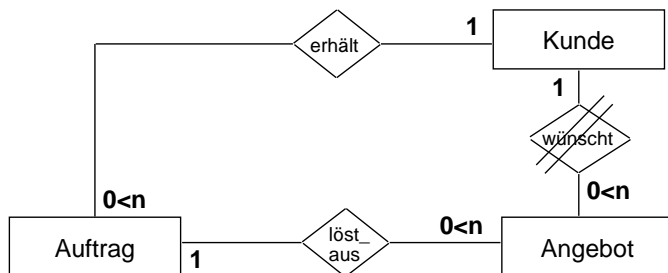 erhält
1
Kunde
1
wünscht
0<n
0<n
0<n
Auftrag
1
löst_
aus
Angebot